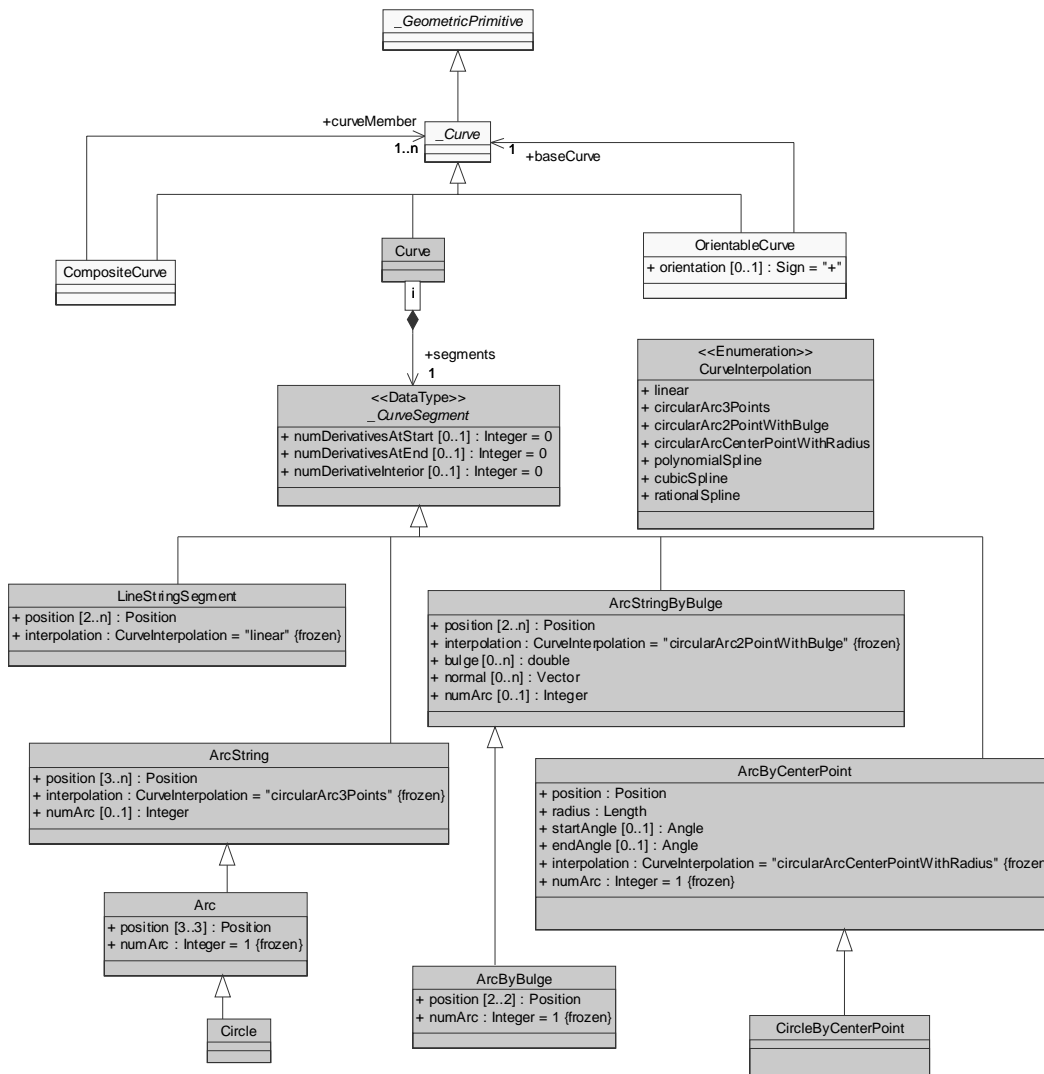 _GeometricPrimitive
+curveMember
_Curve
1..n
1
+baseCurve
Curve
OrientableCurve
+ orientation [0..1] : Sign = "+"
CompositeCurve
i
+segments
1
<<DataType>>
_CurveSegment
+ numDerivativesAtStart [0..1] : Integer = 0
+ numDerivativesAtEnd [0..1] : Integer = 0
+ numDerivativeInterior [0..1] : Integer = 0
<<Enumeration>>
CurveInterpolation
+ linear
+ circularArc3Points
+ circularArc2PointWithBulge
+ circularArcCenterPointWithRadius
+ polynomialSpline
+ cubicSpline
+ rationalSpline
LineStringSegment
+ position [2..n] : Position
+ interpolation : CurveInterpolation = "linear" {frozen}
ArcStringByBulge
+ position [2..n] : Position
+ interpolation : CurveInterpolation = "circularArc2PointWithBulge" {frozen}
+ bulge [0..n] : double
+ normal [0..n] : Vector
+ numArc [0..1] : Integer
ArcString
+ position [3..n] : Position
+ interpolation : CurveInterpolation = "circularArc3Points" {frozen}
+ numArc [0..1] : Integer
ArcByCenterPoint
+ position : Position
+ radius : Length
+ startAngle [0..1] : Angle
+ endAngle [0..1] : Angle
+ interpolation : CurveInterpolation = "circularArcCenterPointWithRadius" {frozen
+ numArc : Integer = 1 {frozen}
Arc
+ position [3..3] : Position
+ numArc : Integer = 1 {frozen}
ArcByBulge
+ position [2..2] : Position
+ numArc : Integer = 1 {frozen}
Circle
CircleByCenterPoint